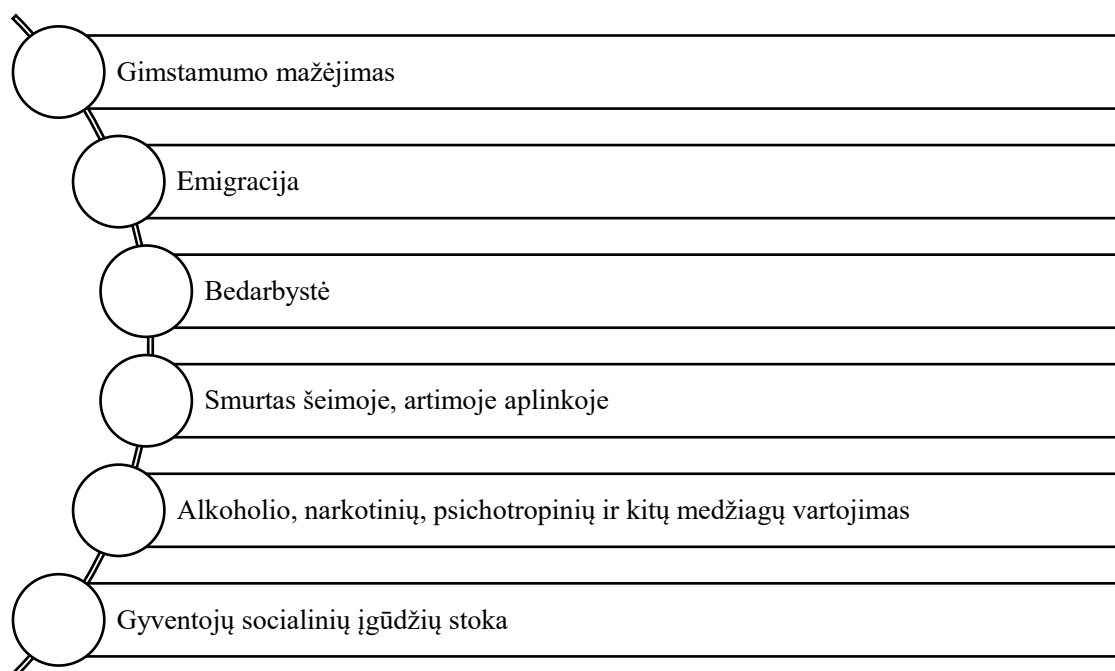 Gimstamumo mažėjimas
Emigracija
Bedarbystė
Smurtas šeimoje, artimoje aplinkoje
Alkoholio, narkotinių, psichotropinių ir kitų medžiagų vartojimas
Gyventojų socialinių įgūdžių stoka